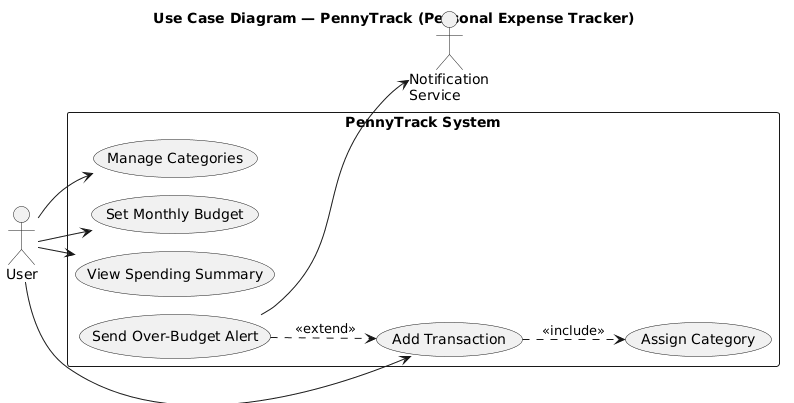 Use Case Diagram — PennyTrack (Personal Expense Tracker)
Notification
Service
PennyTrack System
Manage Categories
Set Monthly Budget
User
View Spending Summary
Send Over-Budget Alert
«extend»
Add Transaction
«include»
Assign Category